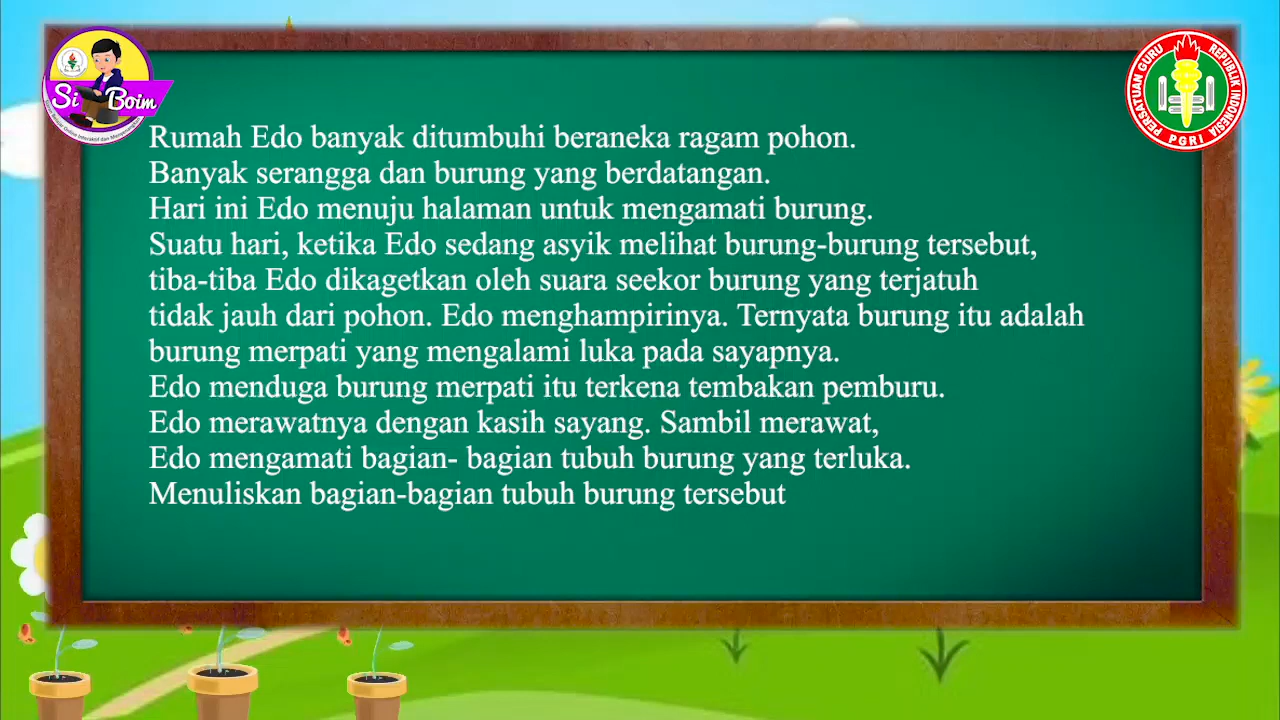 Si Boim
PERSATUAN GURU REPUBLIK INDONESIA
PGRI
Rumah Edo banyak ditumbuhi beraneka ragam pohon.
Banyak serangga dan burung yang berdatangan.
Hari ini Edo menuju halaman untuk mengamati burung.
Suatu hari, ketika Edo sedang asyik melihat burung-burung tersebut,
tiba-tiba Edo dikagetkan oleh suara seekor burung yang terjatuh
tidak jauh dari pohon. Edo menghampirinya. Ternyata burung itu adalah
burung merpati yang mengalami luka pada sayapnya.
Edo menduga burung merpati itu terkena tembakan pemburu.
Edo merawatnya dengan kasih sayang. Sambil merawat,
Edo mengamati bagian- bagian tubuh burung yang terluka.
Menuliskan bagian-bagian tubuh burung tersebut